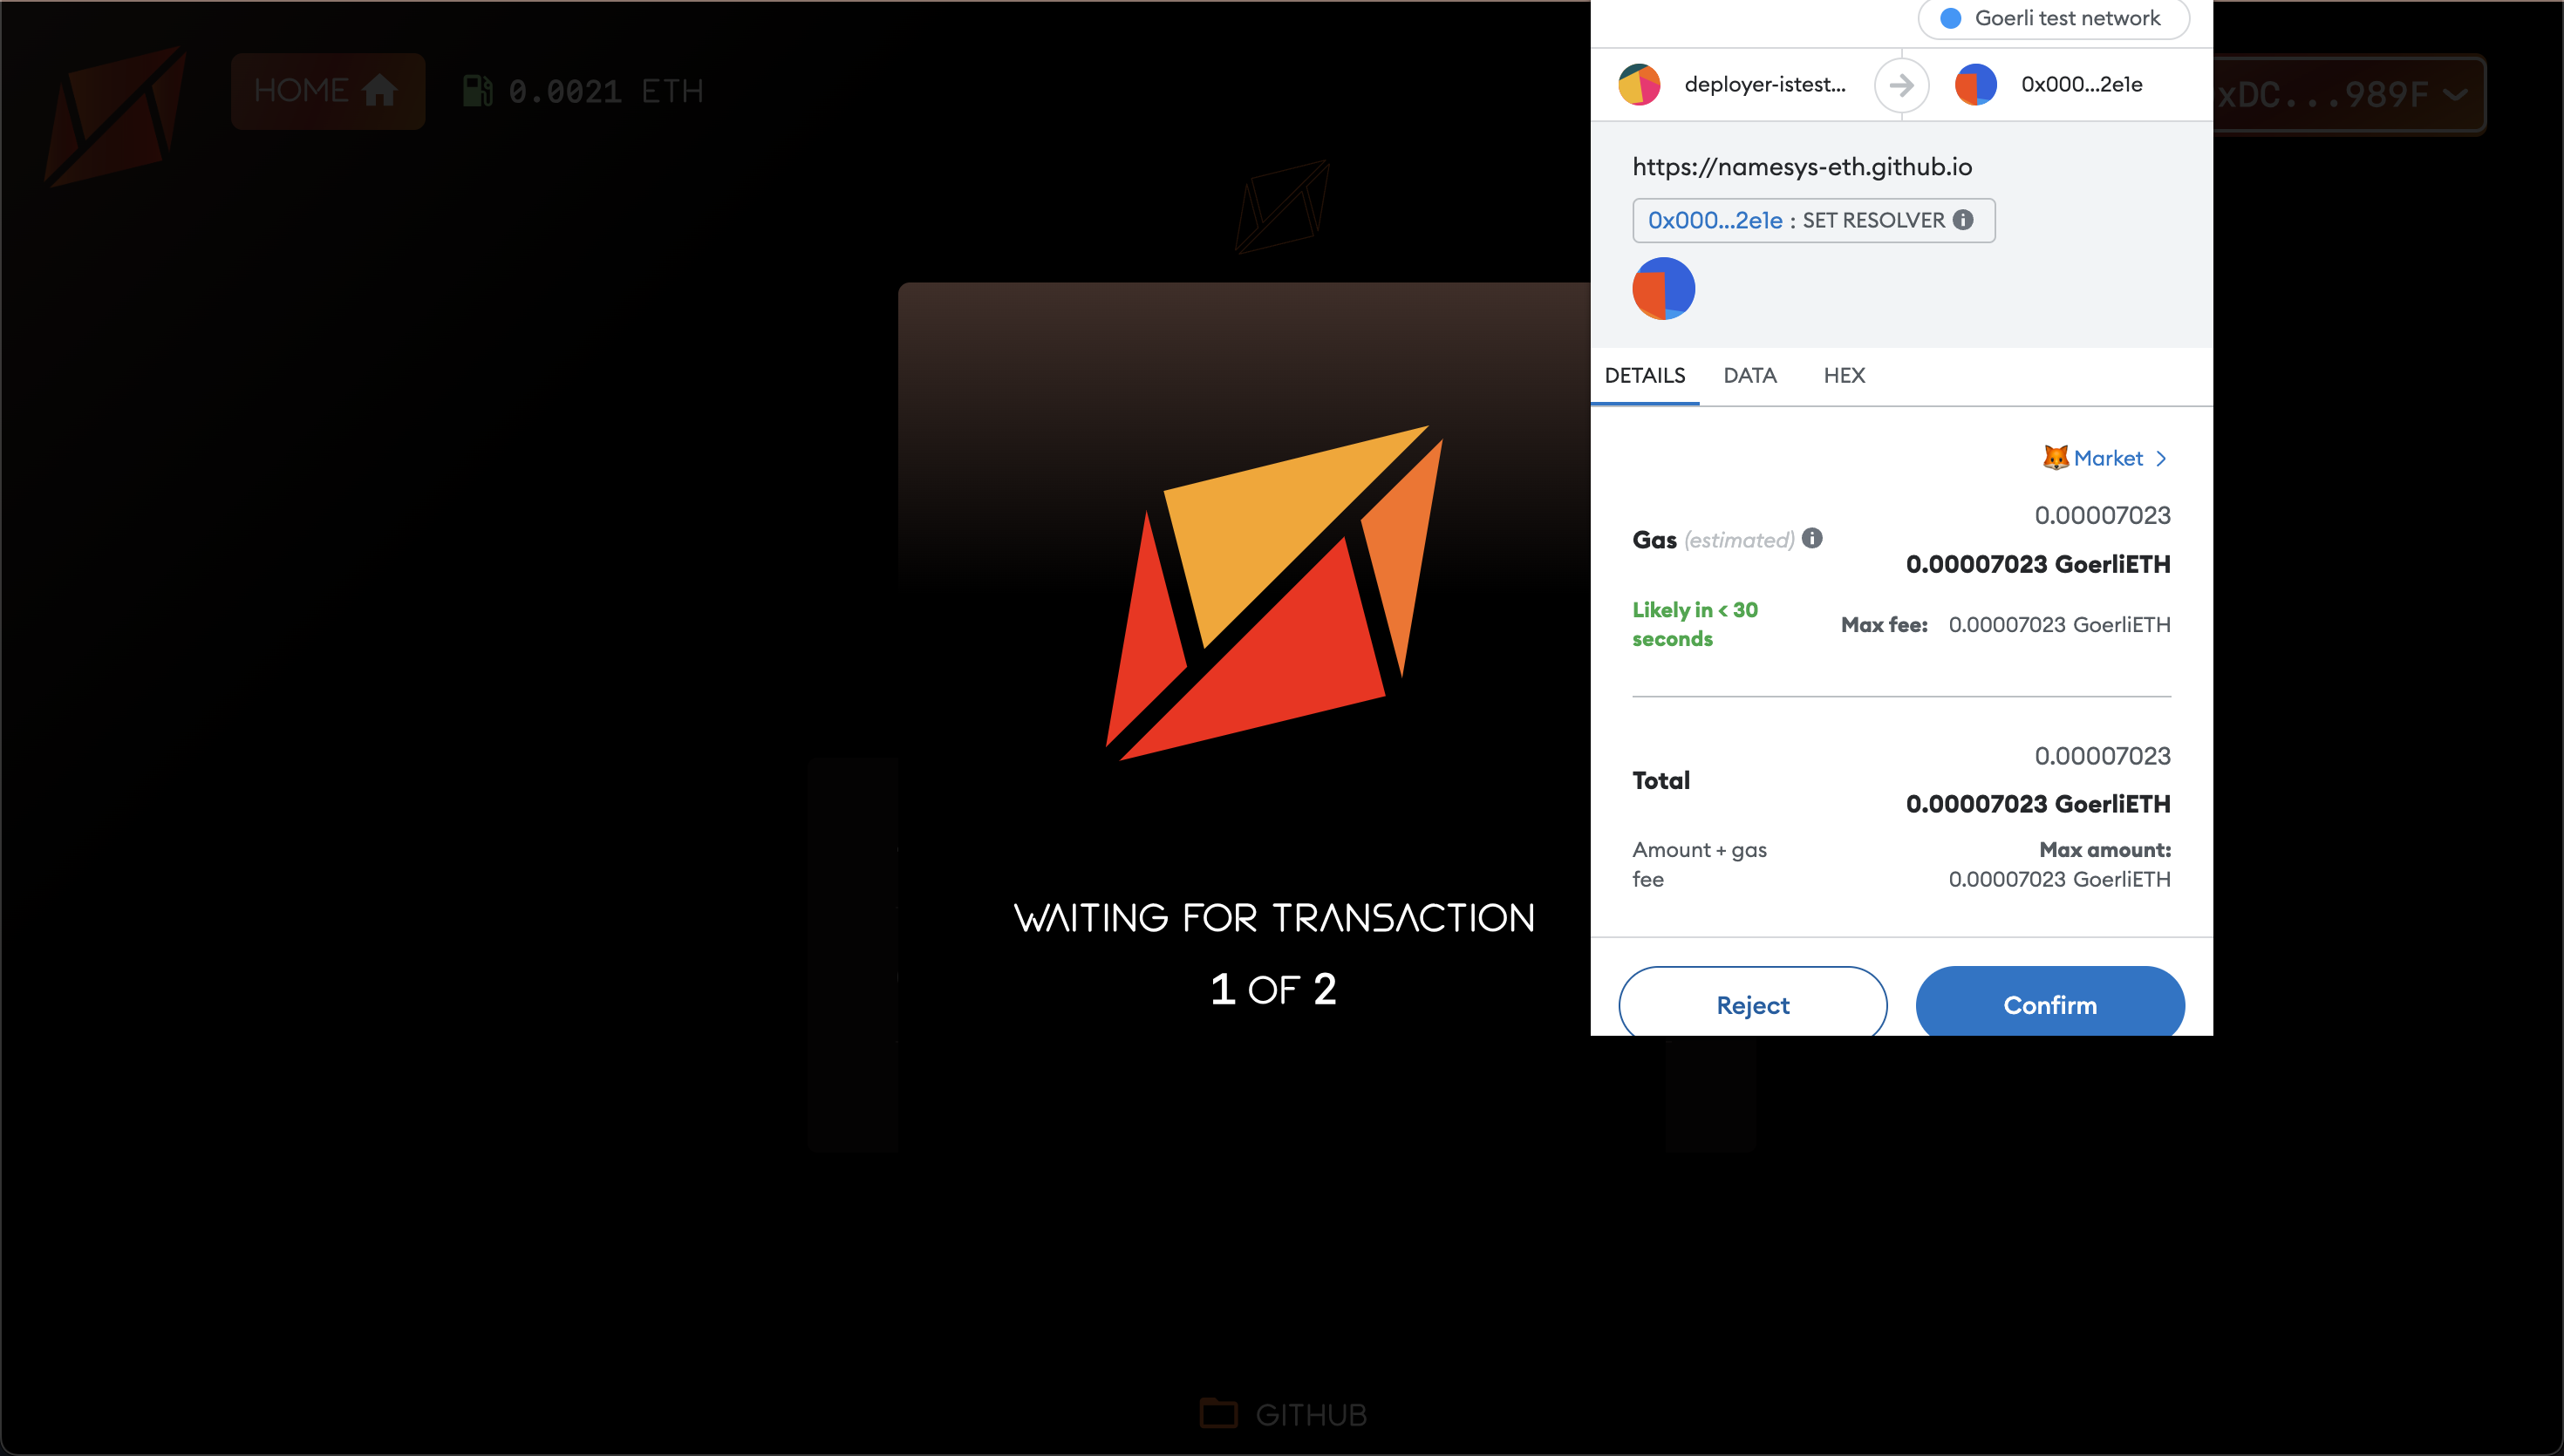 HOME
0.0021 ETH
xDC...989F
Goerli test network
deployer-istest...
0x000...2e1e
https://namesys-eth.github.io
0x000...2e1e : SET RESOLVER
DETAILS DATA HEX
Market >
0.00007023
Gas (estimated)
0.00007023 GoerliETH
Likely in < 30
seconds
Max fee: 0.00007023 GoerliETH
0.00007023
Total
0.00007023 GoerliETH
Amount + gas
fee
Max amount:
0.00007023 GoerliETH
Reject
Confirm
WAITING FOR TRANSACTION
1 OF 2
GITHUB